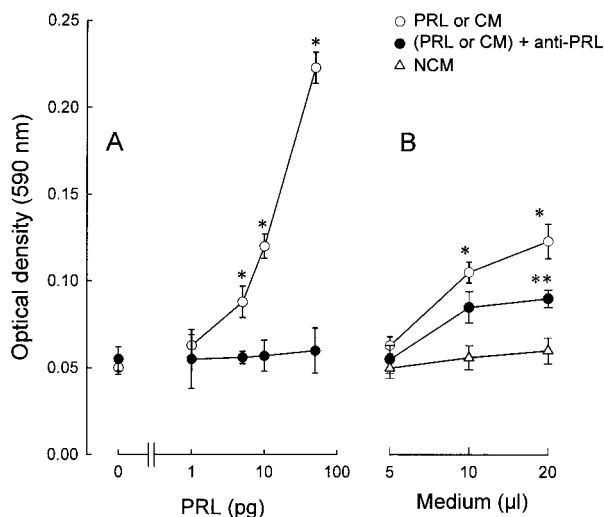 PRL or CM
(PRL or CM) + anti-PRL
NCM
Optical density (590 nm)
0.25
0.20
0.15
0.10
0.05
0.00
A
*
*
*
0
1
10
100
PRL (pg)
B
*
*
**
5
10
20
Medium (µl)